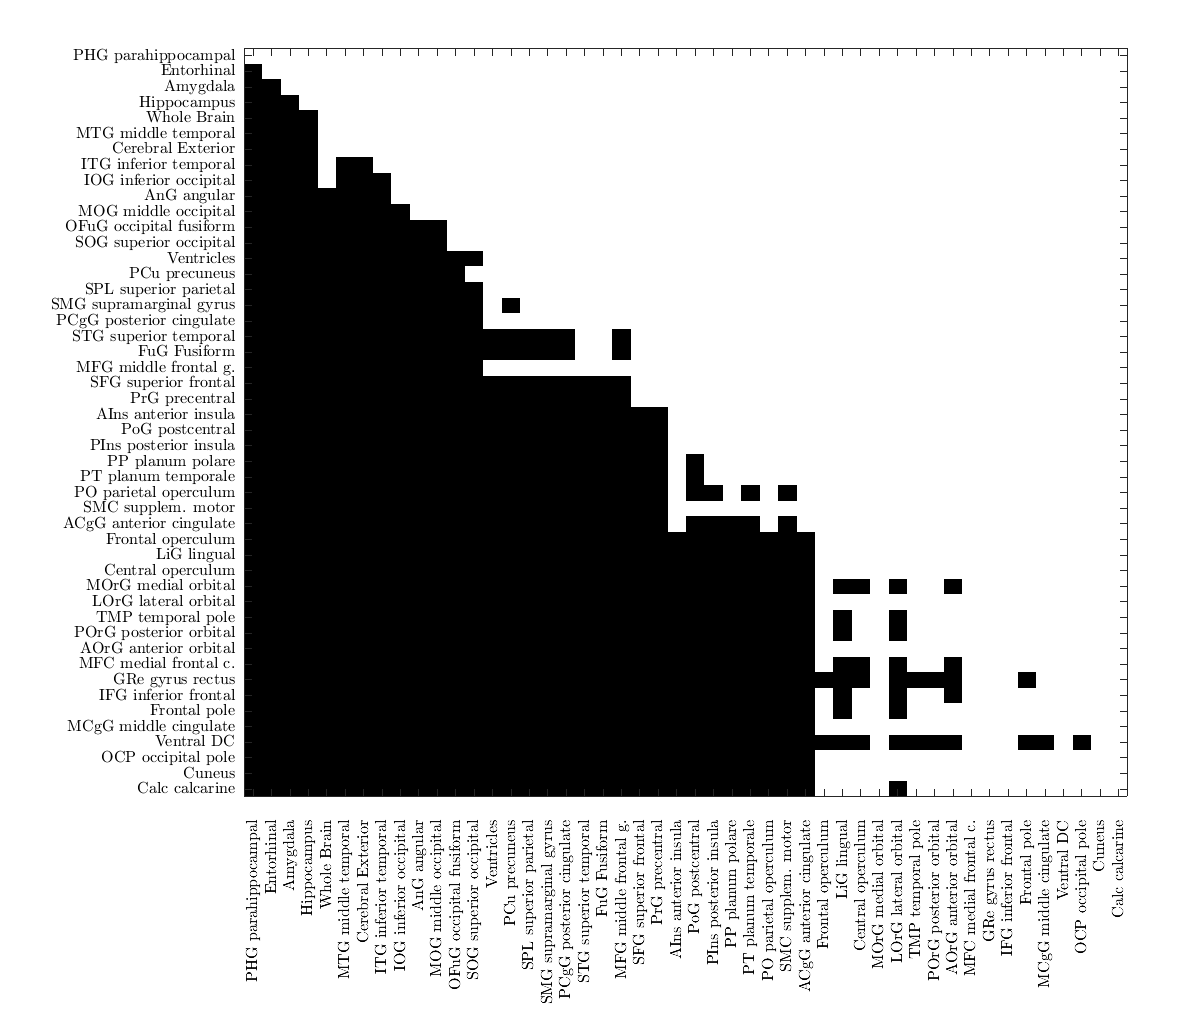 PHG parahippocampal
Entorhinal
Amygdala
Hippocampus
Whole Brain
MTG middle temporal
Cerebral Exterior
ITG inferior temporal
IOG inferior occipital
AnG angular
MOG middle occipital
OFuG occipital fusiform
SOG superior occipital
Ventricles
PCu precuneus
SPL superior parietal
SMG supramarginal gyrus
PCgG posterior cingulate
STG superior temporal
FuG Fusiform
MFG middle frontal g.
SFG superior frontal
PrG precentral
AIns anterior insula
PoG postcentral
PIns posterior insula
PP planum polare
PT planum temporale
PO parietal operculum
SMC supplem. motor
ACgG anterior cingulate
Frontal operculum
LiG lingual
Central operculum
MOrG medial orbital
LOrG lateral orbital
TMP temporal pole
POrG posterior orbital
AOrG anterior orbital
MFC medial frontal c.
GRe gyrus rectus
IFG inferior frontal
Frontal pole
MCgG middle cingulate
Ventral DC
OCP occipital pole
Cuneus
Calc calcarine
PHG parahippocampal
Entorhinal
Amygdala
Hippocampus
Whole Brain
MTG middle temporal
Cerebral Exterior
ITG inferior temporal
IOG inferior occipital
AnG angular
MOG middle occipital
OFuG occipital fusiform
SOG superior occipital
Ventricles
PCu precuneus
SPL superior parietal
SMG supramarginal gyrus
PCgG posterior cingulate
STG superior temporal
FuG Fusiform
MFG middle frontal g.
SFG superior frontal
PrG precentral
AIns anterior insula
PoG postcentral
PIns posterior insula
PP planum polare
PT planum temporale
PO parietal operculum
SMC supplem. motor
ACgG anterior cingulate
Frontal operculum
LiG lingual
Central operculum
MOrG medial orbital
LOrG lateral orbital
TMP temporal pole
POrG posterior orbital
AOrG anterior orbital
MFC medial frontal c.
GRe gyrus rectus
IFG inferior frontal
Frontal pole
MCgG middle cingulate
Ventral DC
OCP occipital pole
Cuneus
Calc calcarine